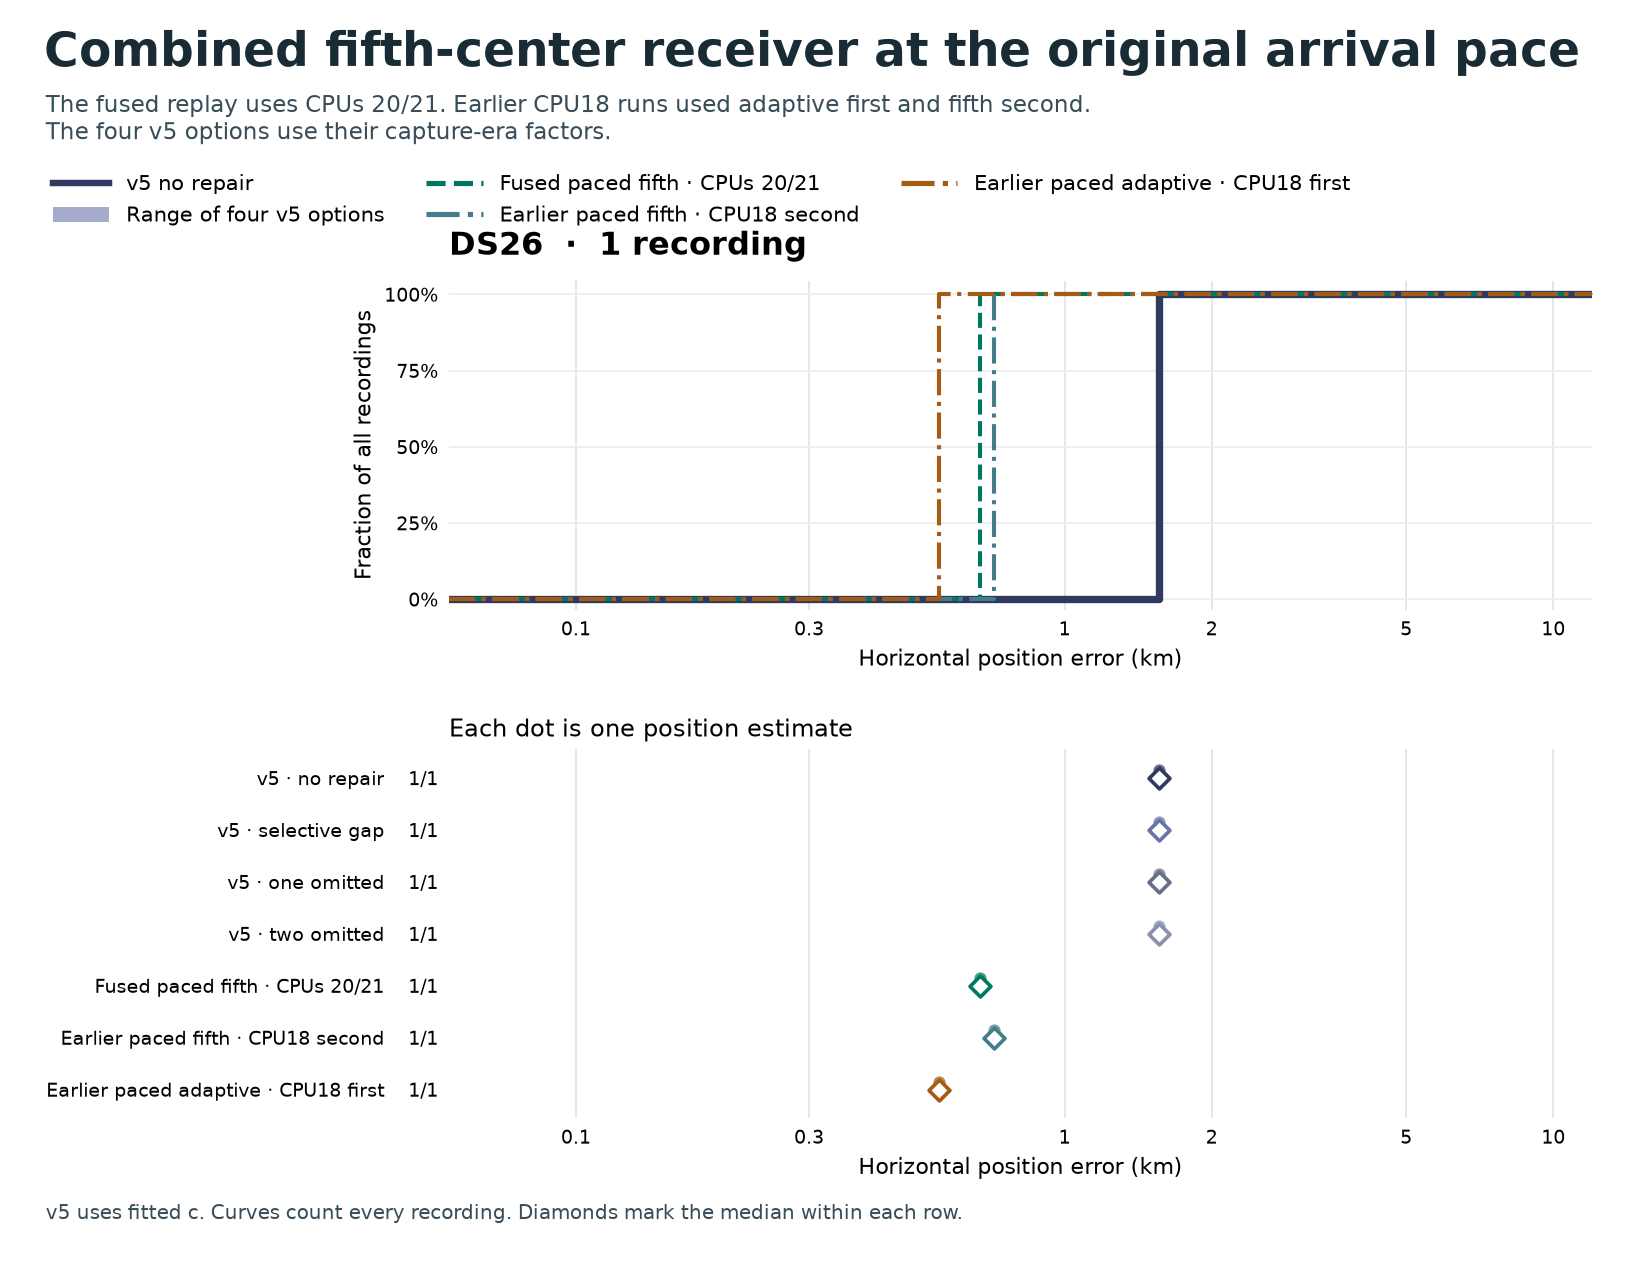 Combined fifth-center receiver at the original arrival pace
The fused replay uses CPUs 20/21. Earlier CPU18 runs used adaptive first and fifth second.
The four v5 options use their capture-era factors.
v5 no repair
Fused paced fifth · CPUs 20/21
Earlier paced adaptive · CPU18 first
Range of four v5 options
Earlier paced fifth · CPU18 second
DS26 · 1 recording
Fraction of all recordings
100%
75%
50%
25%
0%
0.1 0.3 1 2 5 10
Horizontal position error (km)
Each dot is one position estimate
v5 · no repair 1/1
v5 · selective gap 1/1
v5 · one omitted 1/1
v5 · two omitted 1/1
Fused paced fifth · CPUs 20/21 1/1
Earlier paced fifth · CPU18 second 1/1
Earlier paced adaptive · CPU18 first 1/1
0.1 0.3 1 2 5 10
Horizontal position error (km)
v5 uses fitted c. Curves count every recording. Diamonds mark the median within each row.